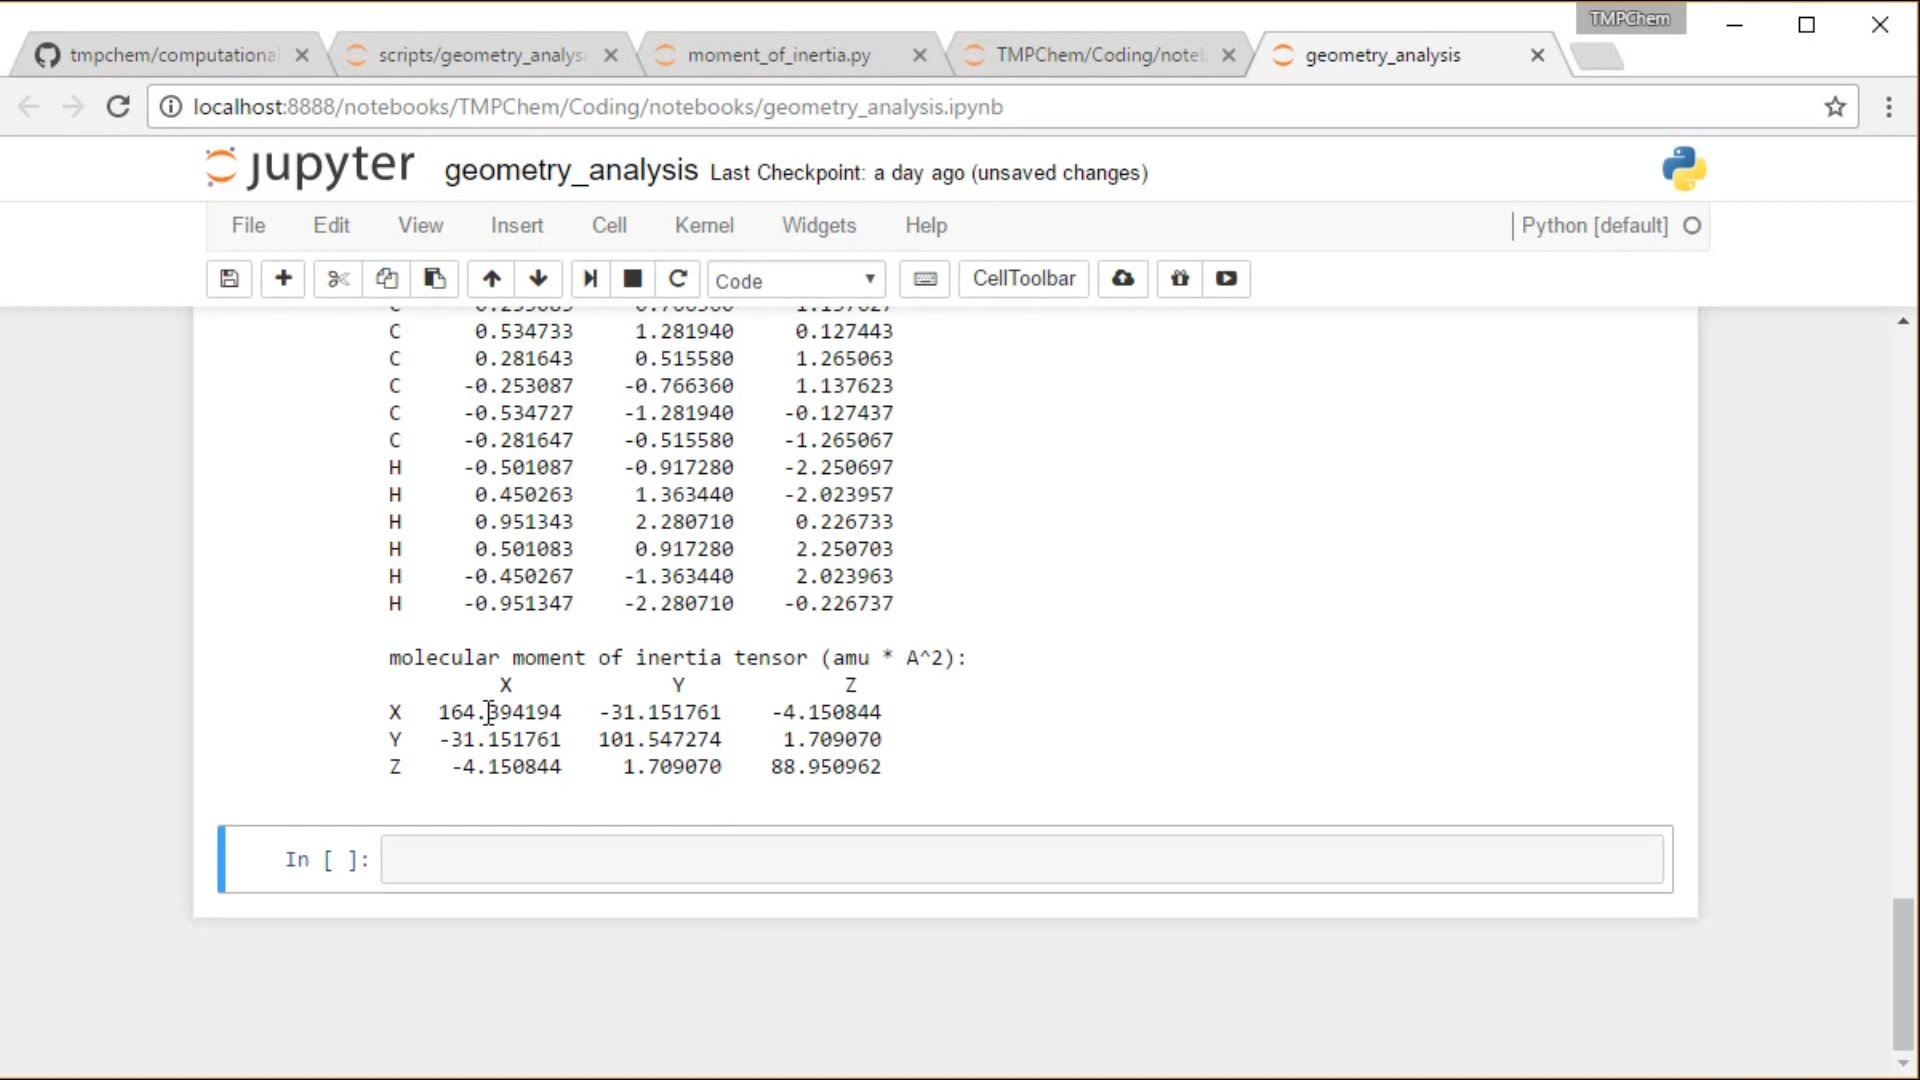 TMPChem
tmpchem/computational
scripts/geometry_analysi
moment_of_inertia.py
TMPChem/Coding/noteb
geometry_analysis
localhost:8888/notebooks/TMPChem/Coding/notebooks/geometry_analysis.ipynb
jupyter geometry_analysis Last Checkpoint: a day ago (unsaved changes)
File Edit View Insert Cell Kernel Widgets Help Python [default]
Code CellToolbar
C 0.534733 1.281940 0.127443
C 0.281643 0.515580 1.265063
C -0.253087 -0.766360 1.137623
C -0.534727 -1.281940 -0.127437
C -0.281647 -0.515580 -1.265067
H -0.501087 -0.917280 -2.250697
H 0.450263 1.363440 -2.023957
H 0.951343 2.280710 0.226733
H 0.501083 0.917280 2.250703
H -0.450267 -1.363440 2.023963
H -0.951347 -2.280710 -0.226737
molecular moment of inertia tensor (amu * A^2):
X Y Z
X 164.394194 -31.151761 -4.150844
Y -31.151761 101.547274 1.709070
Z -4.150844 1.709070 88.950962
In [ ]: